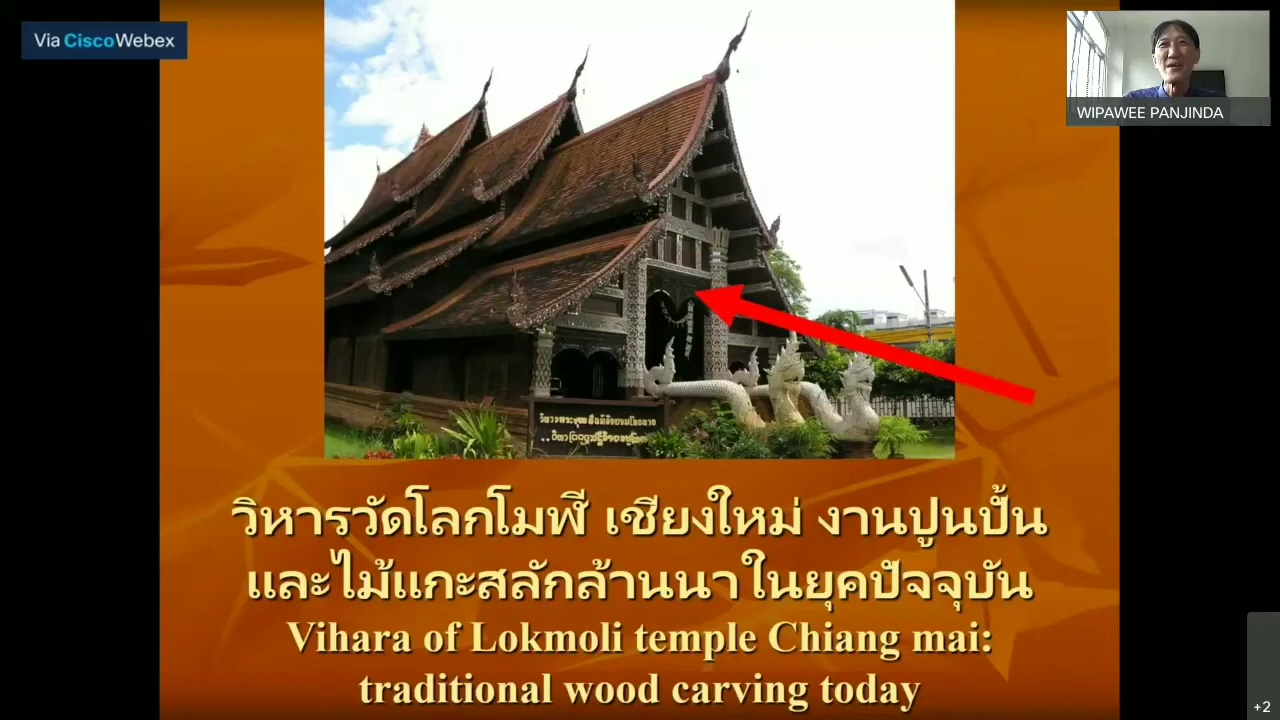 Via CiscoWebex
WIPAWEE PANJINDA
วิหารวัดโลกโมฬี เชียงใหม่ งานปูนปั้น
และไม้แกะสลักล้านนาในยุคปัจจุบัน
Vihara of Lokmoli temple Chiang mai:
traditional wood carving today
+2